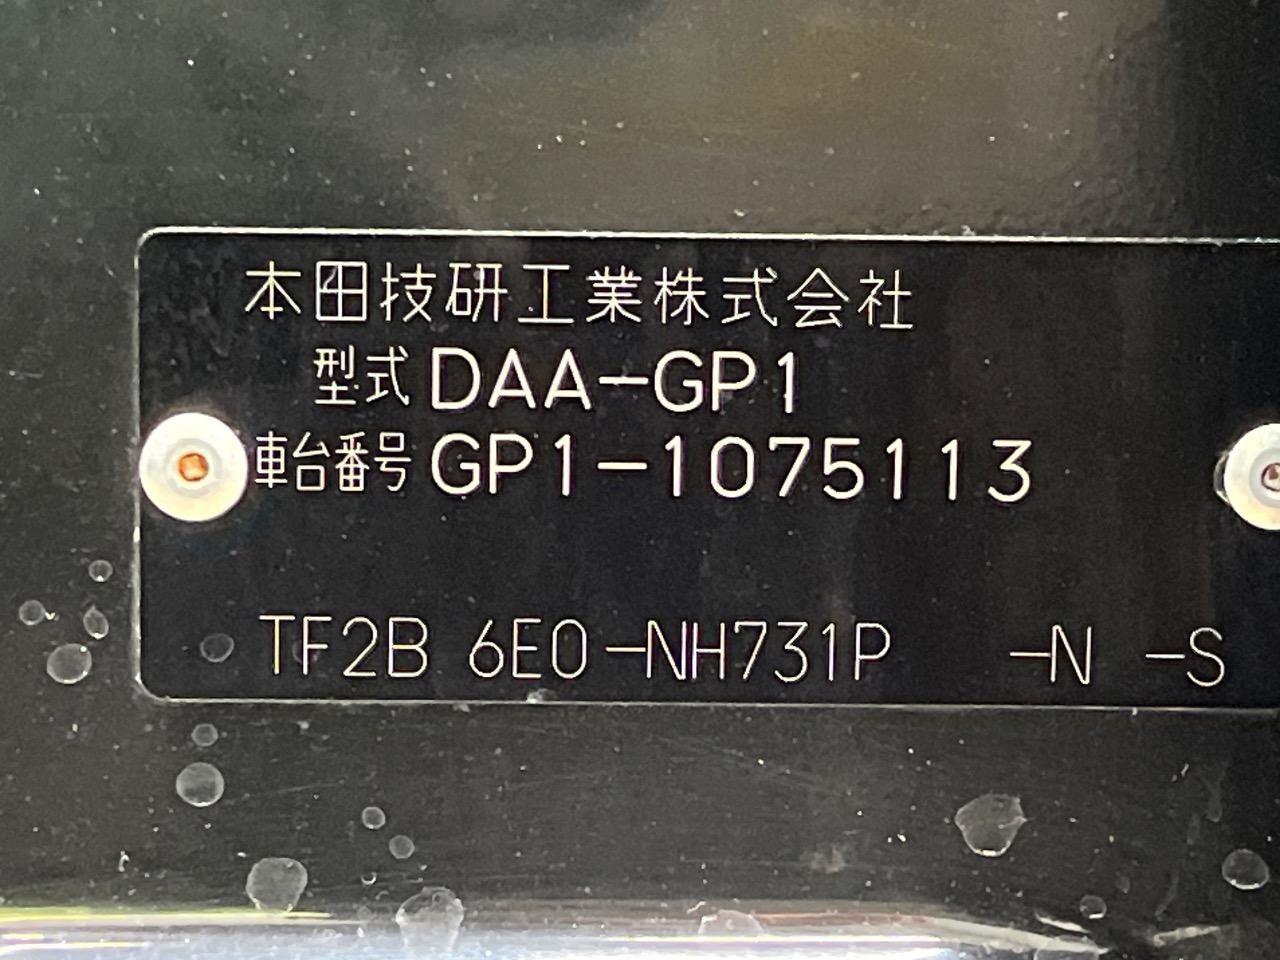 本田技研工業株式会社
型式 DAA-GP1
車台番号 GP1-1075113
TF2B 6E0-NH731P -N -S